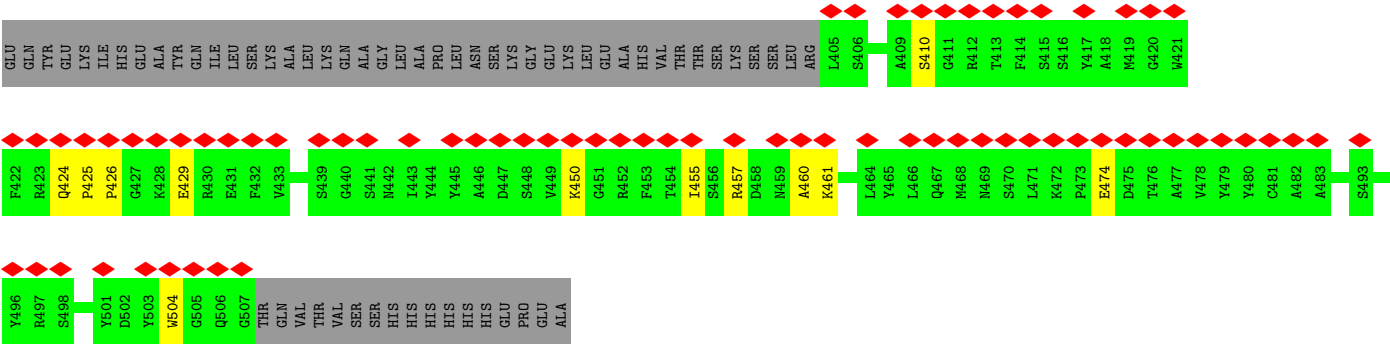 GLU GLN TYR GLU LYS ILE HIS GLU ALA TYR GLN ILE LEU SER LYS ALA LEU LYS GLN ALA GLY LEU ALA PRO LEU ASN SER LYS GLY GLU LYS LEU GLU ALA HIS VAL THR THR SER LYS SER SER LEU ARG L405 S406 A409 S410 G411 R412 T413 F414 S415 S416 Y417 A418 M419 G420 W421
F422 R423 Q424 P425 P426 G427 K428 E429 R430 E431 F432 V433 S439 G440 S441 N442 I443 Y444 Y445 A446 D447 S448 V449 K450 G451 R452 F453 T454 I455 S456 R457 D458 N459 A460 K461 L464 Y465 L466 Q467 M468 N469 S470 L471 K472 P473 E474 D475 T476 A477 V478 Y479 Y480 C481 A482 A483 S493
Y496 R497 S498 Y501 D502 Y503 W504 G505 Q506 G507 THR GLN VAL THR VAL SER SER HIS HIS HIS HIS HIS HIS GLU PRO GLU ALA